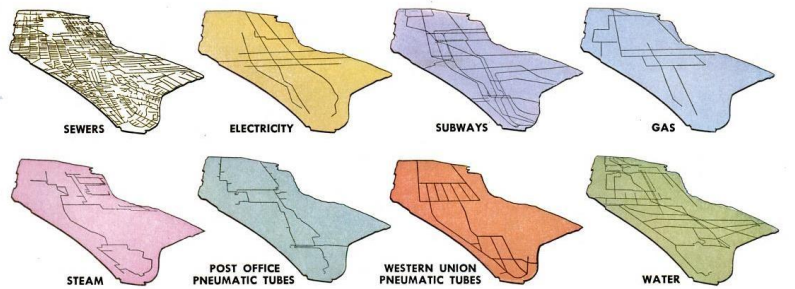 SEWERS
ELECTRICITY
SUBWAYS
GAS
STEAM
POST OFFICE
PNEUMATIC TUBES
WESTERN UNION
PNEUMATIC TUBES
WATER